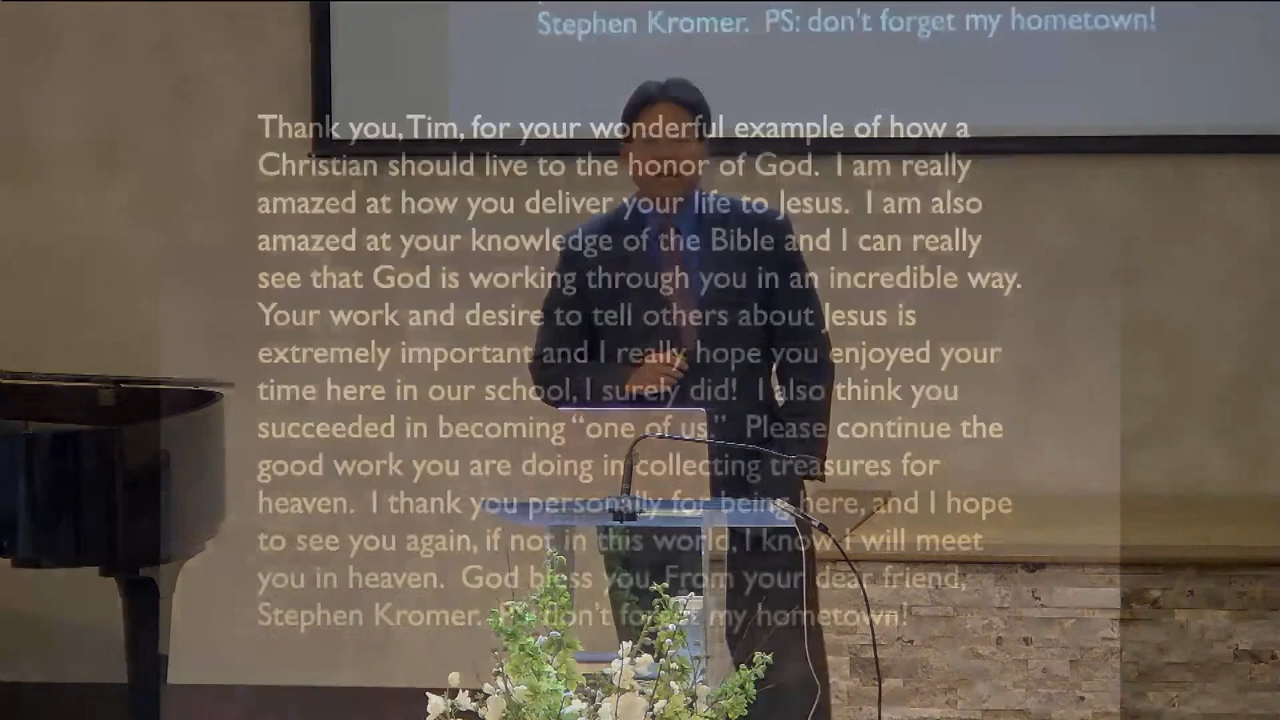 Stephen Kromer.  PS: don't forget my hometown!
Thank you, Tim, for your wonderful example of how a
Christian should live to the honor of God.  I am really
amazed at how you deliver your life to Jesus.  I am also
amazed at your knowledge of the Bible and I can really
see that God is working through you in an incredible way.
Your work and desire to tell others about Jesus is
extremely important and I really hope you enjoyed your
time here in our school, I surely did!  I also think you
succeeded in becoming “one of us.”  Please continue the
good work you are doing in collecting treasures for
heaven.  I thank you personally for being here, and I hope
to see you again, if not in this world, I know I will meet
you in heaven.  God bless you. From your dear friend,
Stephen Kromer.  PS: don't forget my hometown!